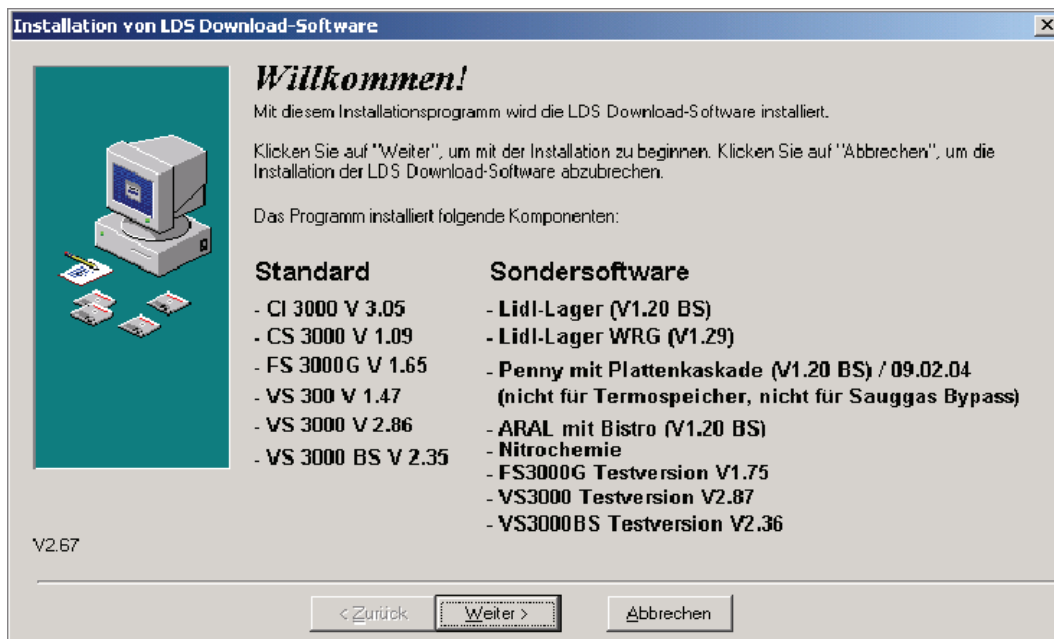 Installation von LDS Download-Software
Willkommen!
Mit diesem Installationsprogramm wird die LDS Download-Software installiert.
Klicken Sie auf "Weiter", um mit der Installation zu beginnen. Klicken Sie auf "Abbrechen", um die
Installation der LDS Download-Software abzubrechen.
Das Programm installiert folgende Komponenten:
Standard
- CI 3000 V 3.05
- CS 3000 V 1.09
- FS 3000G V 1.65
- VS 300 V 1.47
- VS 3000 V 2.86
- VS 3000 BS V 2.35
Sondersoftware
- Lidl-Lager (V1.20 BS)
- Lidl-Lager WRG (V1.29)
- Penny mit Plattenkaskade (V1.20 BS) / 09.02.04
(nicht für Termospeicher, nicht für Sauggas Bypass)
- ARAL mit Bistro (V1.20 BS)
- Nitrochemie
- FS3000G Testversion V1.75
- VS3000 Testversion V2.87
- VS3000BS Testversion V2.36
V2.67
< Zurück
Weiter >
Abbrechen